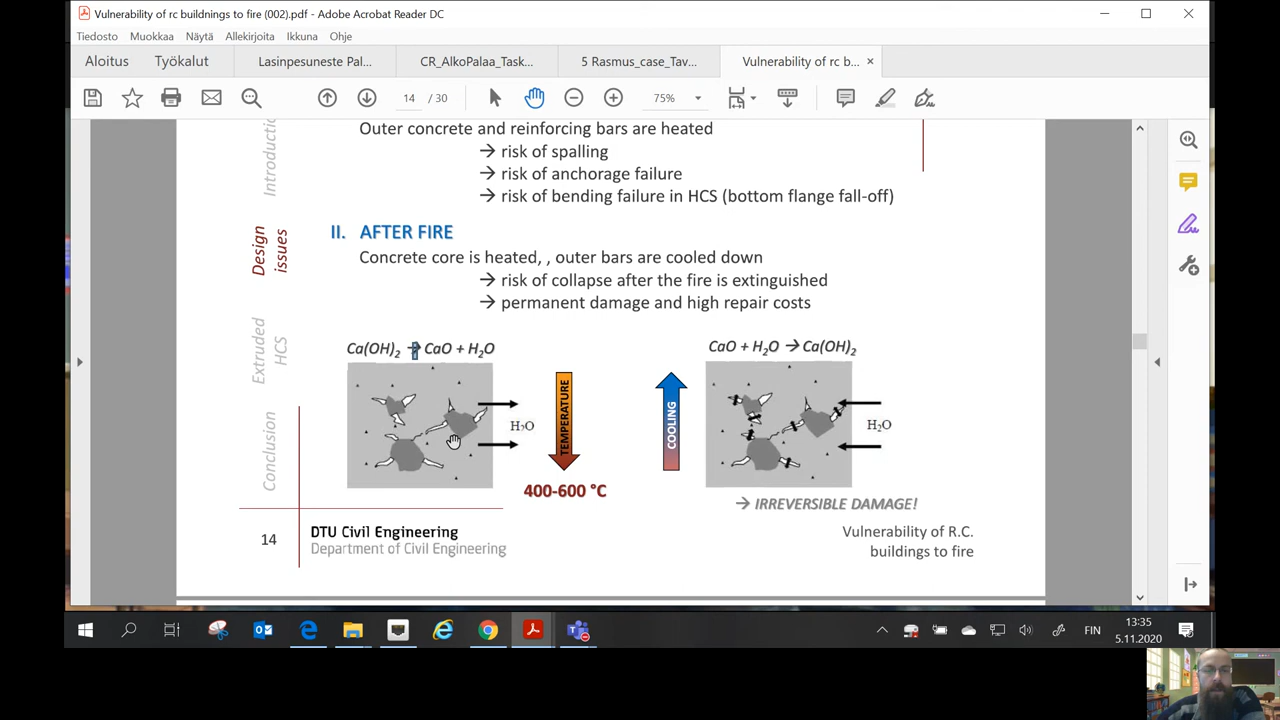 Vulnerability of rc buildnings to fire (002).pdf - Adobe Acrobat Reader DC
Tiedosto Muokkaa Näytä Allekirjoita Ikkuna Ohje
Aloitus Työkalut Lasinpesuneste Pal... CR_AlkoPalaa_Task... 5 Rasmus_case_Tav... Vulnerability of rc b... ×
14 / 30 75%
Introductio
Outer concrete and reinforcing bars are heated
→ risk of spalling
→ risk of anchorage failure
→ risk of bending failure in HCS (bottom flange fall-off)
Design
issues
II. AFTER FIRE
Concrete core is heated, , outer bars are cooled down
→ risk of collapse after the fire is extinguished
→ permanent damage and high repair costs
Extruded
HCS
Ca(OH)₂ → CaO + H₂O
CaO + H₂O → Ca(OH)₂
TEMPERATURE
COOLING
H₂O
H₂O
Conclusion
400-600 °C
→ IRREVERSIBLE DAMAGE!
14
DTU Civil Engineering
Department of Civil Engineering
Vulnerability of R.C.
buildings to fire
FIN
13:35
5.11.2020